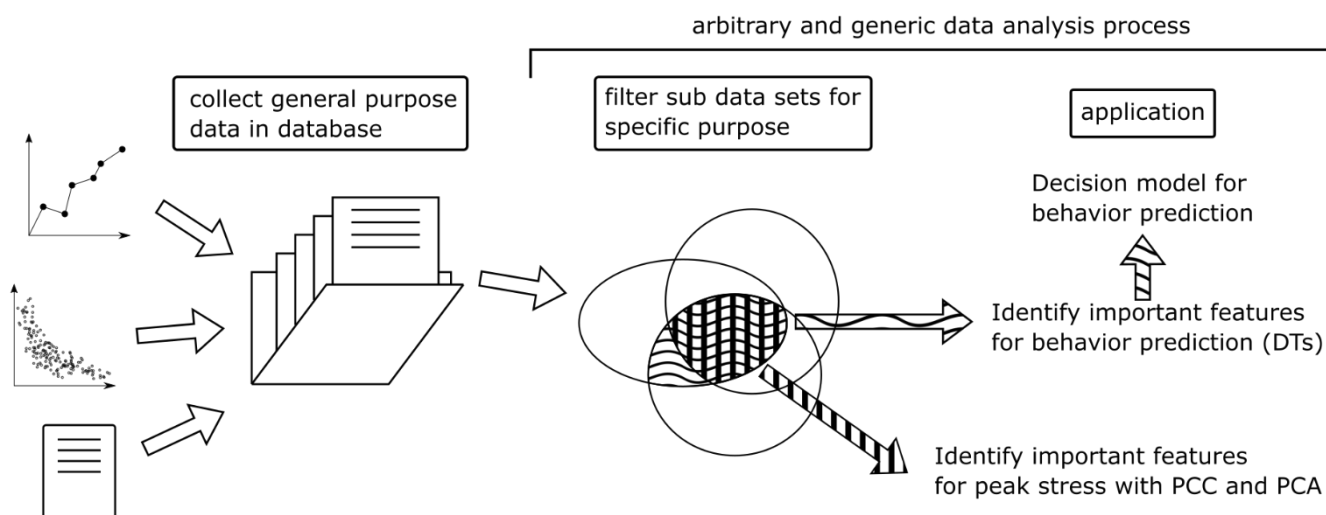 arbitrary and generic data analysis process
collect general purpose
data in database
filter sub data sets for
specific purpose
application
Decision model for
behavior prediction
Identify important features
for behavior prediction (DTs)
Identify important features
for peak stress with PCC and PCA